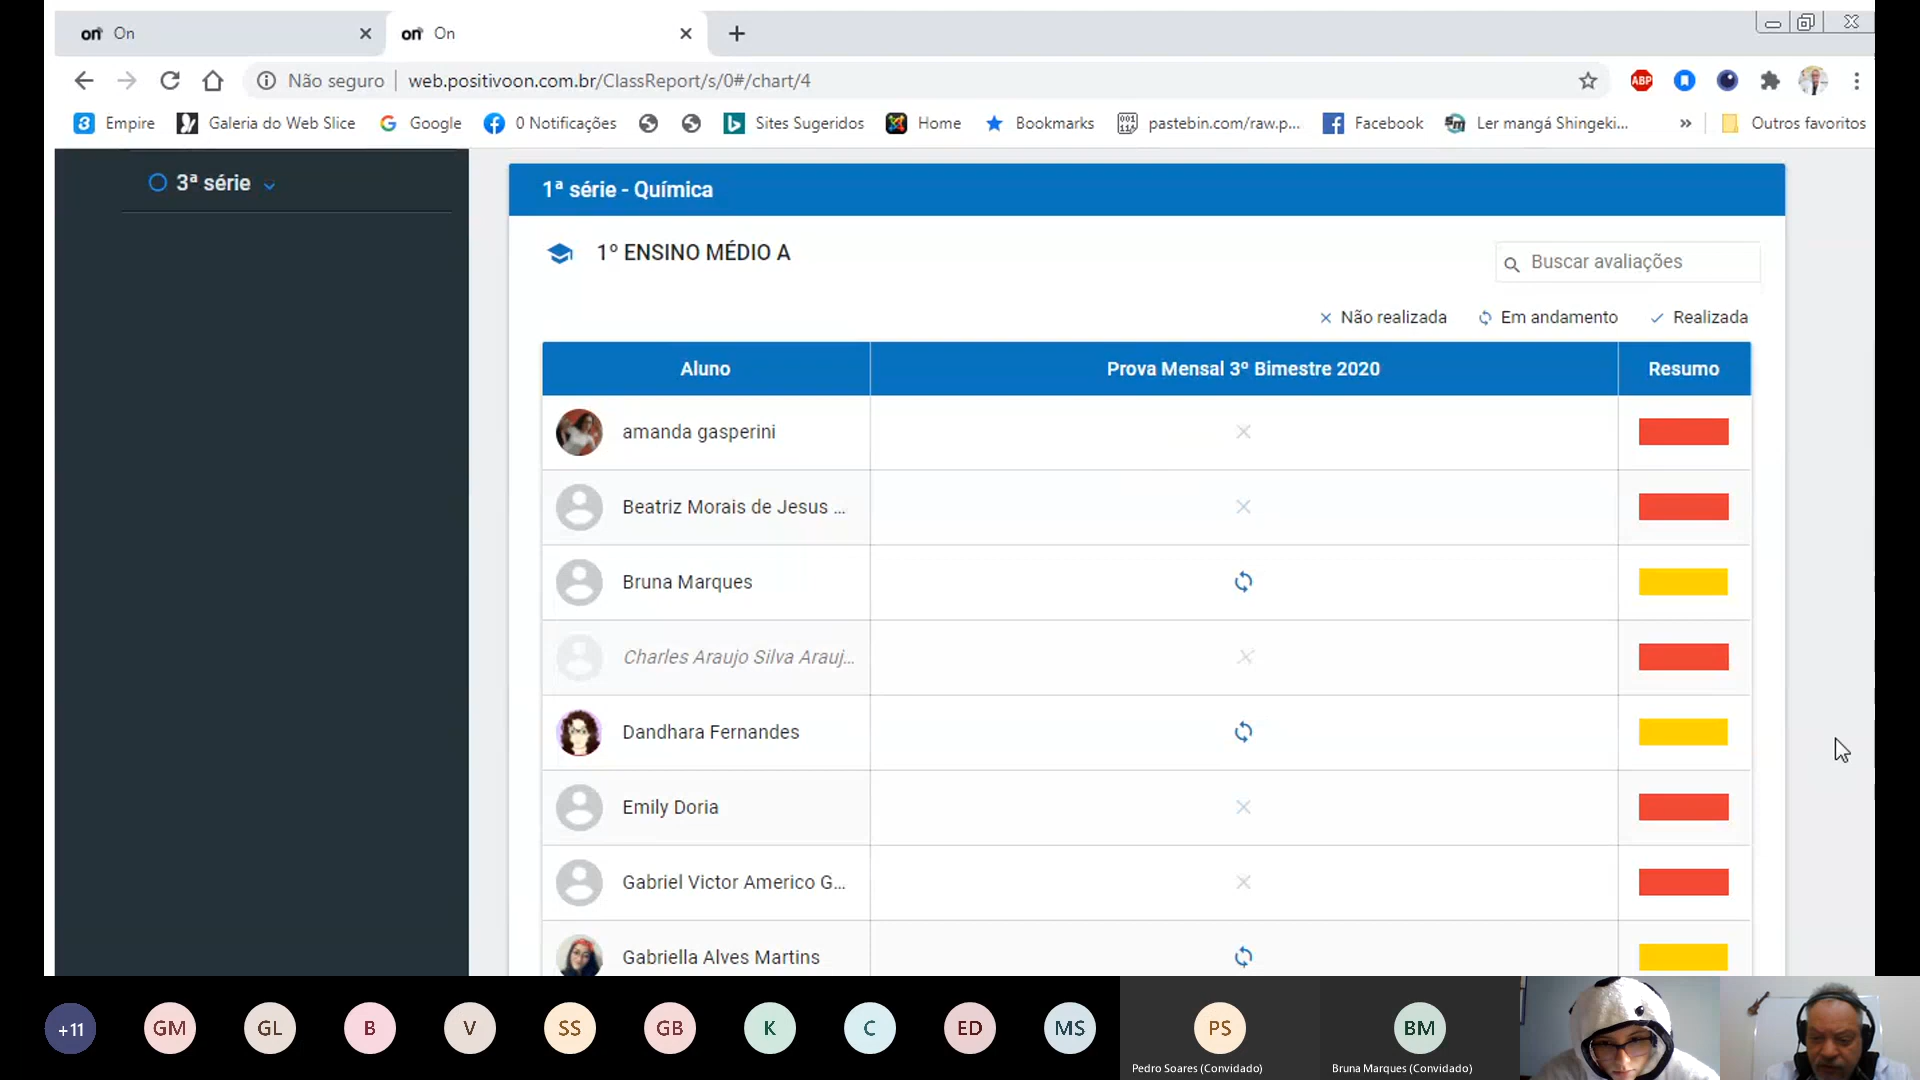 on On
on On
Não seguro web.positivoon.com.br/ClassReport/s/0#/chart/4
ABP
Empire Galeria do Web Slice Google 0 Notificações Sites Sugeridos Home Bookmarks pastebin.com/raw.p... Facebook Ler mangá Shingeki... » Outros favoritos
3ª série
1ª série - Química
1º ENSINO MÉDIO A
Buscar avaliações
Não realizada Em andamento Realizada
Aluno Prova Mensal 3º Bimestre 2020 Resumo
amanda gasperini
Beatriz Morais de Jesus ...
Bruna Marques
Charles Araujo Silva Arauj...
Dandhara Fernandes
Emily Doria
Gabriel Victor Americo G...
Gabriella Alves Martins
+11 GM GL B V SS GB K C ED MS PS BM
Pedro Soares (Convidado) Bruna Marques (Convidado)